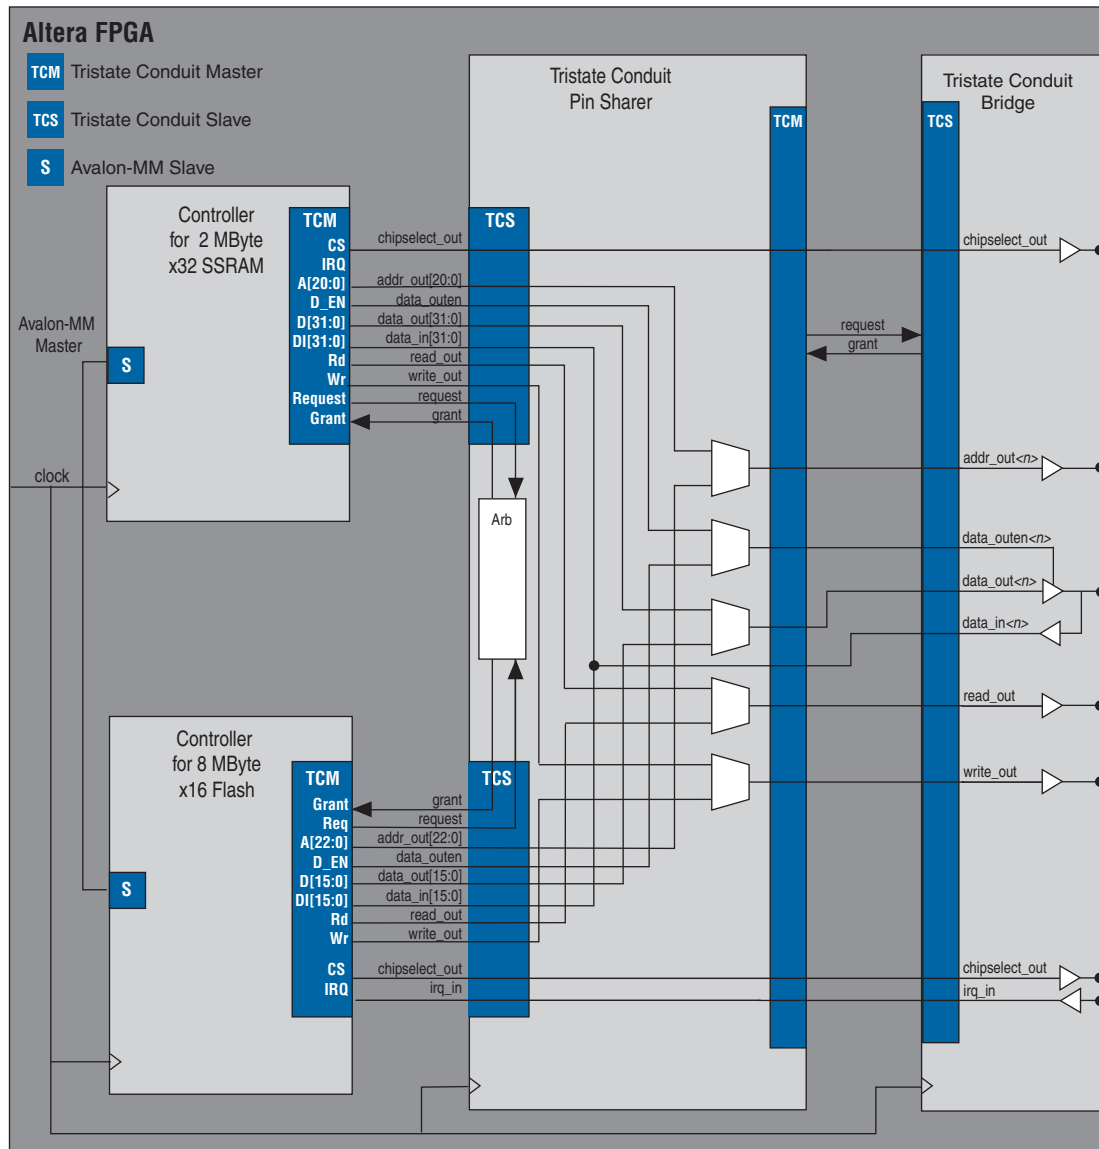 Altera FPGA
TCM Tristate Conduit Master
TCS Tristate Conduit Slave
S Avalon-MM Slave
Controller
for 2 MByte
x32 SSRAM
TCM
CS
IRQ
A[20:0]
D_EN
D[31:0]
DI[31:0]
Rd
Wr
Request
Grant
chipselect_out
addr_out[20:0]
data_outen
data_out[31:0]
data_in[31:0]
read_out
write_out
request
grant
Avalon-MM
Master
S
clock
Tristate Conduit
Pin Sharer
TCS
TCM
Arb
request
grant
Tristate Conduit
Bridge
TCS
chipselect_out
addr_out<n>
data_outen<n>
data_out<n>
data_in<n>
read_out
write_out
chipselect_out
irq_in
Controller
for 8 MByte
x16 Flash
S
TCM
Grant
Req
A[22:0]
D_EN
D[15:0]
DI[15:0]
Rd
Wr
CS
IRQ
grant
request
addr_out[22:0]
data_outen
data_out[15:0]
data_in[15:0]
read_out
write_out
chipselect_out
irq_in
TCS